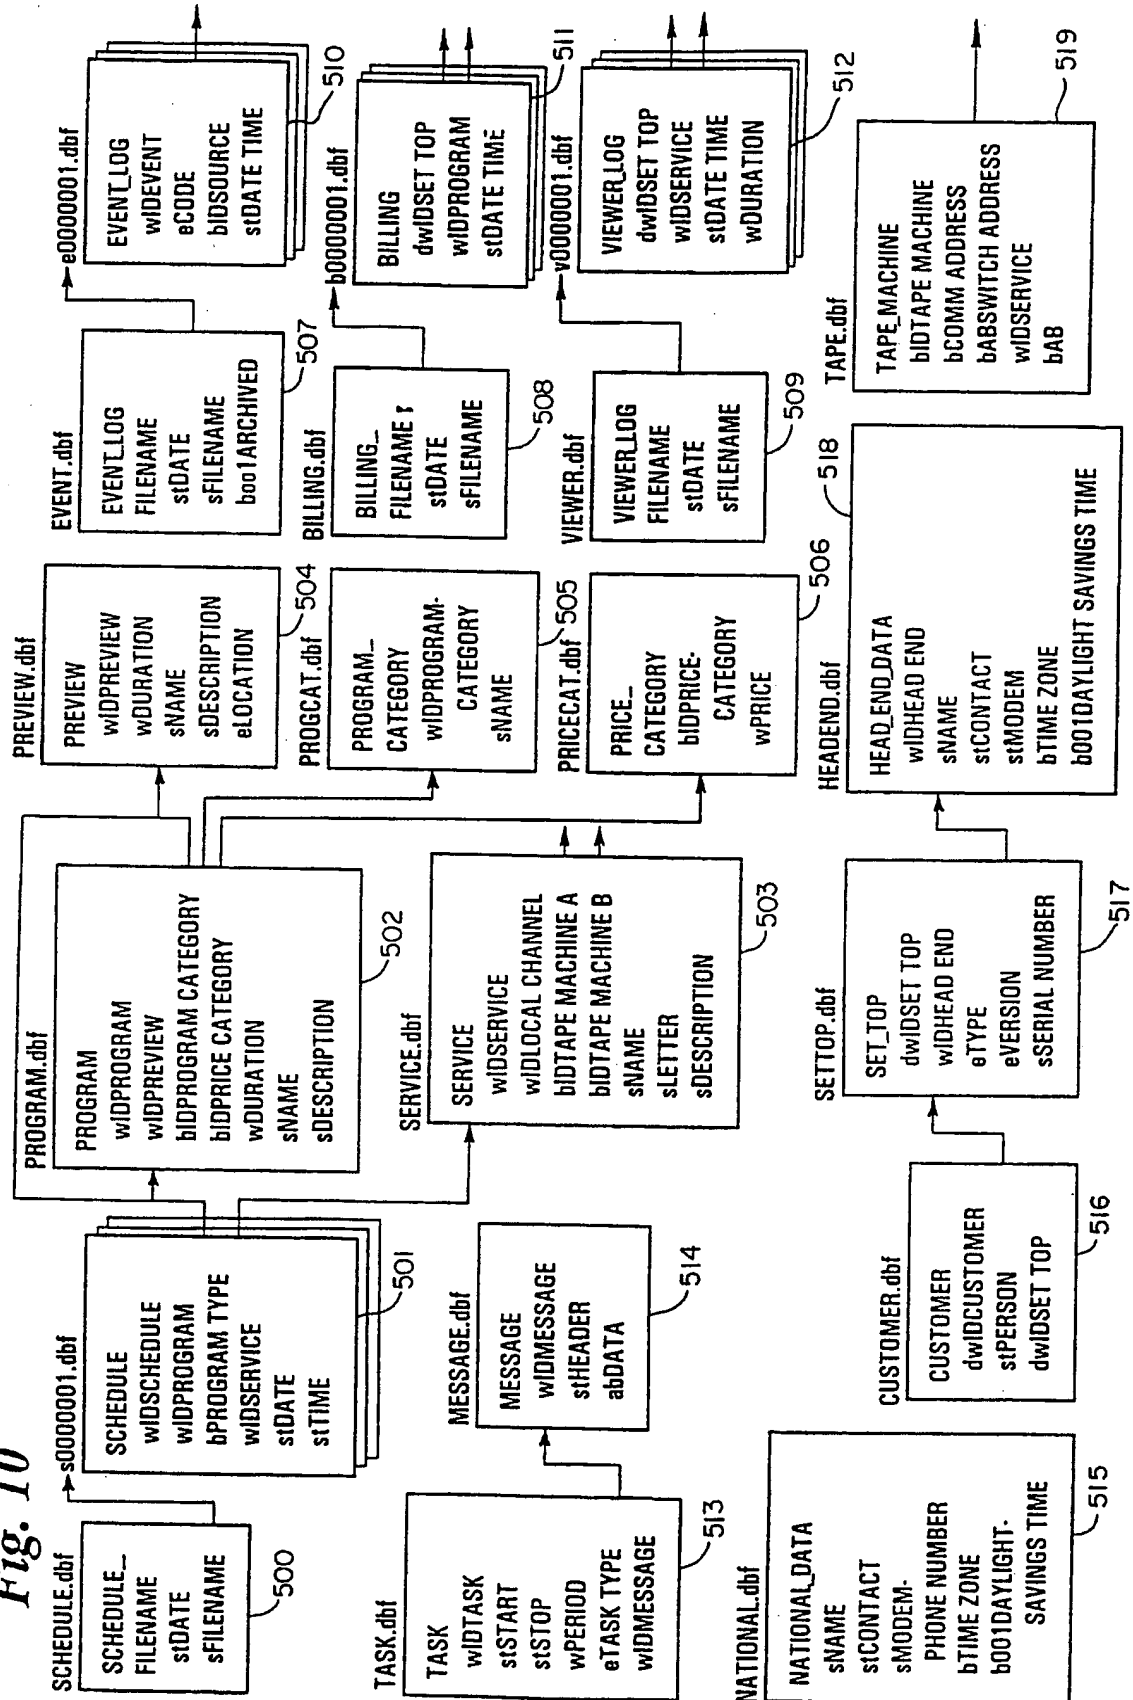 Fig. 10
SCHEDULE.dbf
SCHEDULE_
FILENAME
stDATE
sFILENAME
500
s0000001.dbf
SCHEDULE
wIDSCHEDULE
wIDPROGRAM
bPROGRAM TYPE
wIDSERVICE
stDATE
stTIME
501
PROGRAM.dbf
PROGRAM
wIDPROGRAM
wIDPREVIEW
bIDPROGRAM CATEGORY
bIDPRICE CATEGORY
wDURATION
sNAME
sDESCRIPTION
502
SERVICE.dbf
SERVICE
wIDSERVICE
wIDLOCAL CHANNEL
bIDTAPE MACHINE A
bIDTAPE MACHINE B
sNAME
sLETTER
sDESCRIPTION
503
PREVIEW.dbf
PREVIEW
wIDPREVIEW
wDURATION
sNAME
sDESCRIPTION
eLOCATION
504
PROGCAT.dbf
PROGRAM_
CATEGORY
wIDPROGRAM-
CATEGORY
sNAME
505
PRICECAT.dbf
PRICE_
CATEGORY
bIDPRICE-
CATEGORY
wPRICE
506
EVENT.dbf
EVENT_LOG
FILENAME
stDATE
sFILENAME
boo1ARCHIVED
507
BILLING.dbf
BILLING_
FILENAME
stDATE
sFILENAME
508
VIEWER.dbf
VIEWER_LOG
FILENAME
stDATE
sFILENAME
509
e0000001.dbf
EVENT_LOG
wIDEVENT
eCODE
bIDSOURCE
stDATE TIME
510
b0000001.dbf
BILLING
dwIDSET TOP
wIDPROGRAM
stDATE TIME
511
v0000001.dbf
VIEWER_LOG
dwIDSET TOP
wIDSERVICE
stDATE TIME
wDURATION
512
TASK.dbf
TASK
wIDTASK
stSTART
stSTOP
wPERIOD
eTASK TYPE
wIDMESSAGE
513
MESSAGE.dbf
MESSAGE
wIDMESSAGE
stHEADER
abDATA
514
NATIONAL.dbf
NATIONAL_DATA
sNAME
stCONTACT
sMODEM-
PHONE NUMBER
bTIME ZONE
b001DAYLIGHT-
SAVINGS TIME
515
CUSTOMER.dbf
CUSTOMER
dwIDCUSTOMER
stPERSON
dwIDSET TOP
516
SETTOP.dbf
SET_TOP
dwIDSET TOP
wIDHEAD END
eTYPE
eVERSION
sSERIAL NUMBER
517
HEADEND.dbf
HEAD_END_DATA
wIDHEAD END
sNAME
stCONTACT
stMODEM
bTIME ZONE
b001DAYLIGHT SAVINGS TIME
518
TAPE.dbf
TAPE_MACHINE
bIDTAPE MACHINE
bCOMM ADDRESS
bABSWITCH ADDRESS
wIDSERVICE
bAB
519